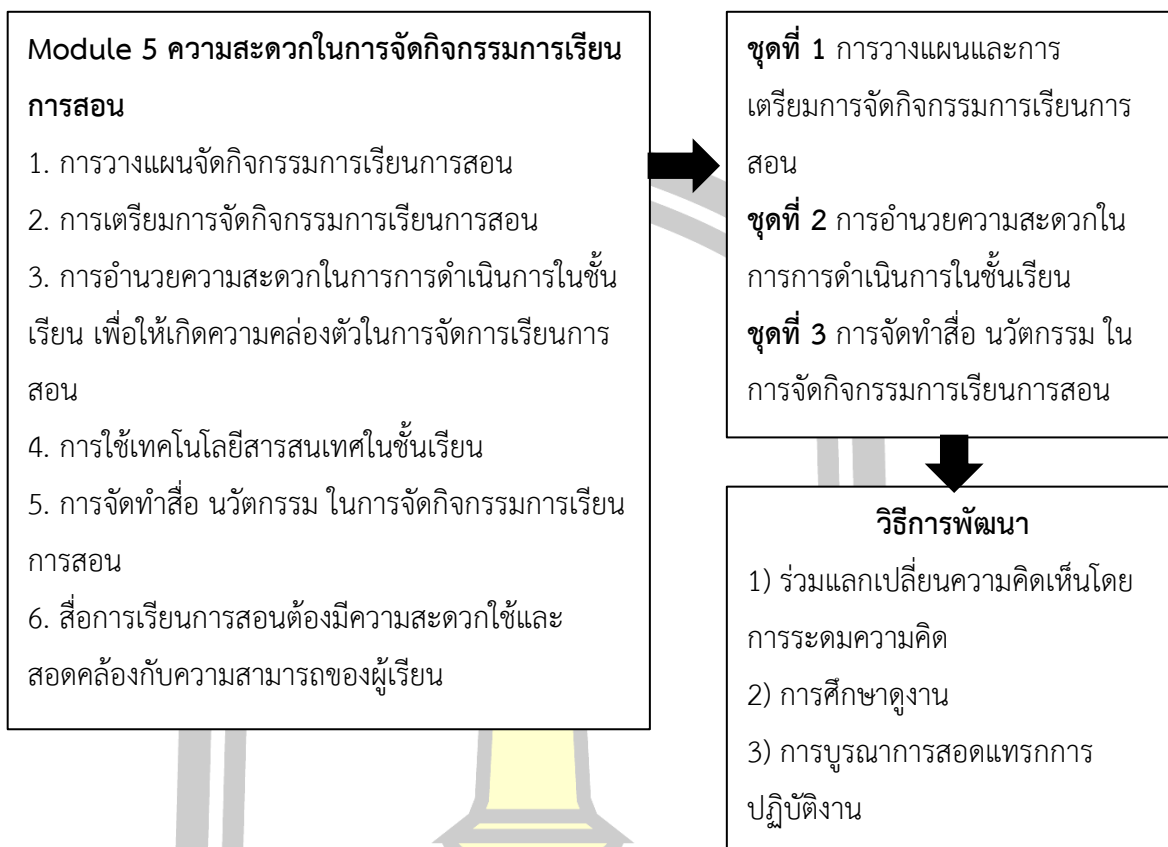 Module 5 ความสะดวกในการจัดกิจกรรมการเรียน
การสอน
1. การวางแผนจัดกิจกรรมการเรียนการสอน
2. การเตรียมการจัดกิจกรรมการเรียนการสอน
3. การอำนวยความสะดวกในการการดำเนินการในชั้น
เรียน เพื่อให้เกิดความคล่องตัวในการจัดการเรียนการ
สอน
4. การใช้เทคโนโลยีสารสนเทศในชั้นเรียน
5. การจัดทำสื่อ นวัตกรรม ในการจัดกิจกรรมการเรียน
การสอน
6. สื่อการเรียนการสอนต้องมีความสะดวกใช้และ
สอดคล้องกับความสามารถของผู้เรียน
ชุดที่ 1 การวางแผนและการ
เตรียมการจัดกิจกรรมการเรียนการ
สอน
ชุดที่ 2 การอำนวยความสะดวกใน
การการดำเนินการในชั้นเรียน
ชุดที่ 3 การจัดทำสื่อ นวัตกรรม ใน
การจัดกิจกรรมการเรียนการสอน
วิธีการพัฒนา
1) ร่วมแลกเปลี่ยนความคิดเห็นโดย
การระดมความคิด
2) การศึกษาดูงาน
3) การบูรณาการสอดแทรกการ
ปฏิบัติงาน